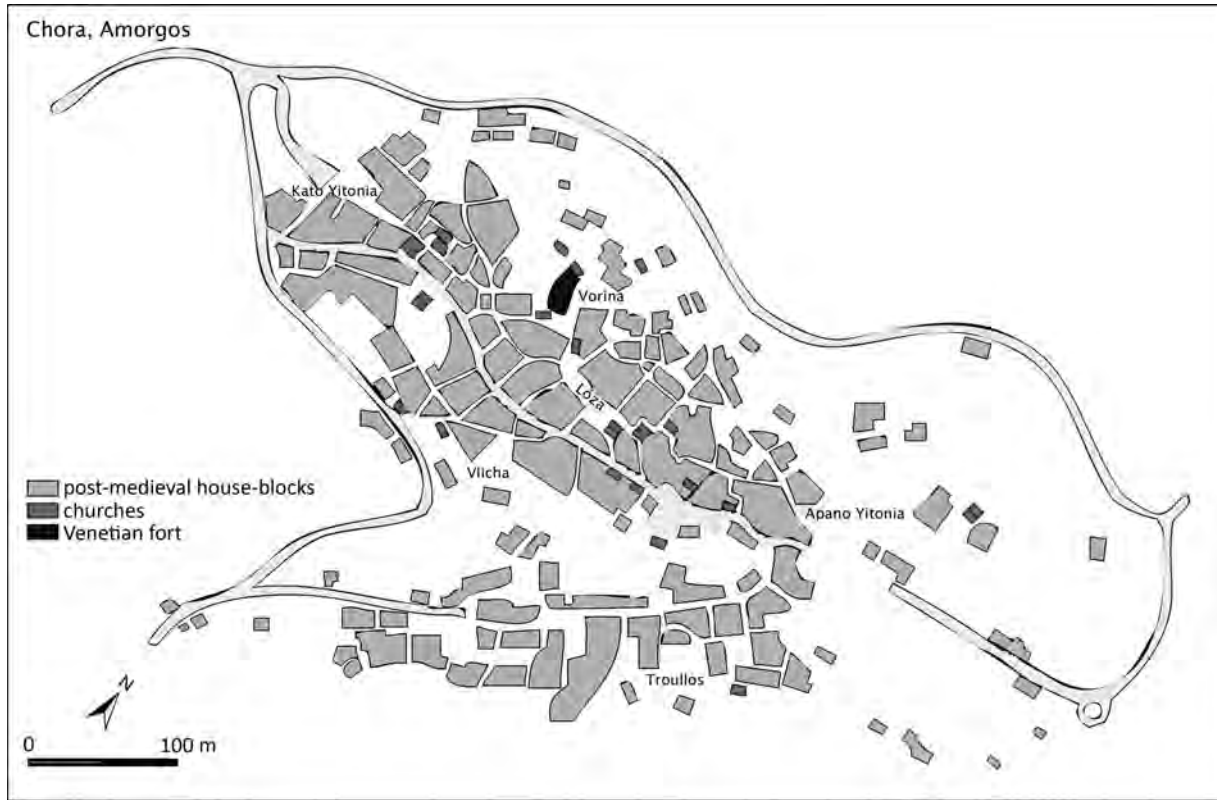 Chora, Amorgos
Kato Yitonia
Vorina
Loza
Vlicha
post-medieval house-blocks
churches
Venetian fort
Apano Yitonia
Troullos
N
0 100 m